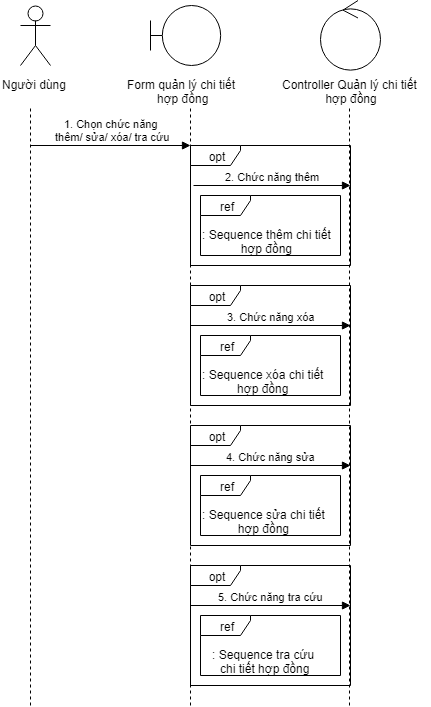 Người dùng
Form quản lý chi tiết
hợp đồng
Controller Quản lý chi tiết
hợp đồng
1. Chọn chức năng
thêm/ sửa/ xóa/ tra cứu
opt
2. Chức năng thêm
ref
: Sequence thêm chi tiết
hợp đồng
opt
3. Chức năng xóa
ref
: Sequence xóa chi tiết
hợp đồng
opt
4. Chức năng sửa
ref
: Sequence sửa chi tiết
hợp đồng
opt
5. Chức năng tra cứu
ref
: Sequence tra cứu
chi tiết hợp đồng